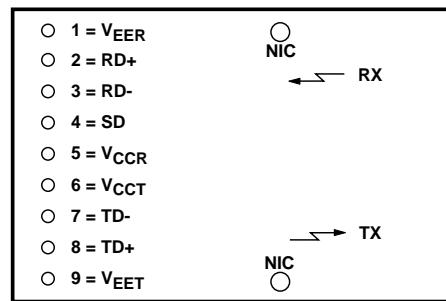 1 = VEER
2 = RD+
3 = RD-
4 = SD
5 = VCCR
6 = VCCT
7 = TD-
8 = TD+
9 = VEET
NIC
RX
TX
NIC